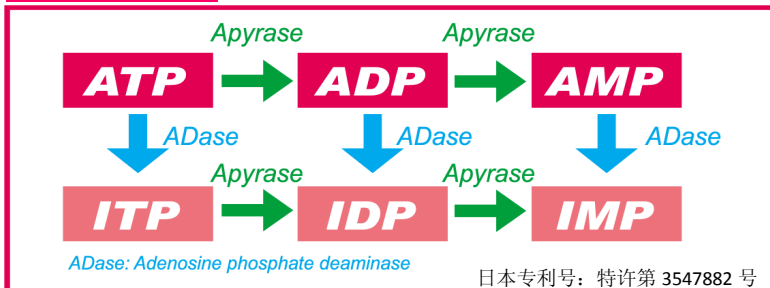 Apyrase Apyrase
ATP ADP AMP
ADase ADase ADase
Apyrase Apyrase
ITP IDP IMP
ADase: Adenosine phosphate deaminase
日本专利号：特许第 3547882 号